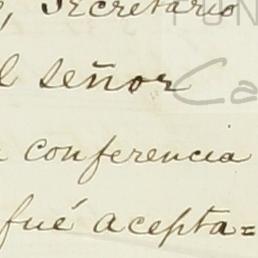 Secretario
señor
conferencia
fué acepta=